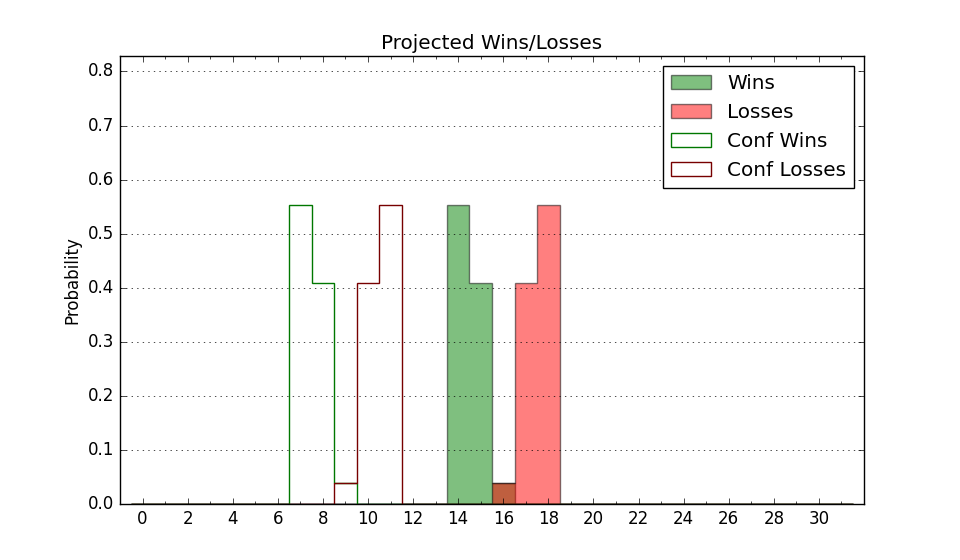 Projected Wins/Losses
Wins
Losses
Conf Wins
Conf Losses
Probability
0.8
0.7
0.6
0.5
0.4
0.3
0.2
0.1
0.0
0 2 4 6 8 10 12 14 16 18 20 22 24 26 28 30